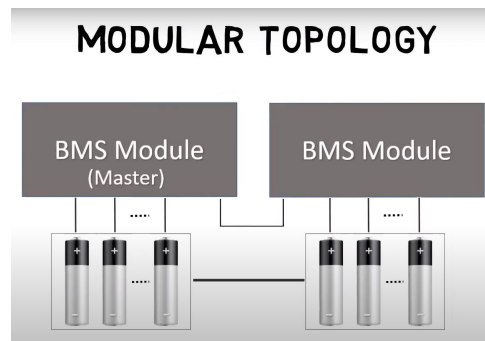 MODULAR TOPOLOGY
BMS Module
(Master)
BMS Module
+ + +
- - -
+ + +
- - -